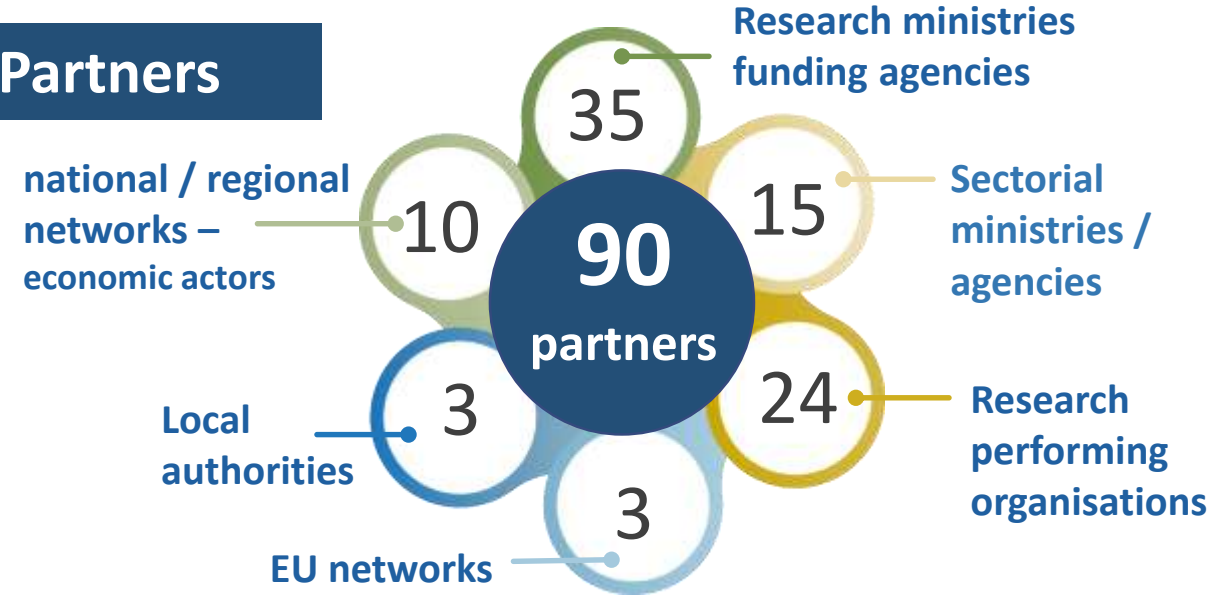 Partners
Research ministries
funding agencies
35
national / regional
networks –
economic actors
10
15
Sectorial
ministries /
agencies
90
partners
Local
authorities
3
24
Research
performing
organisations
3
EU networks